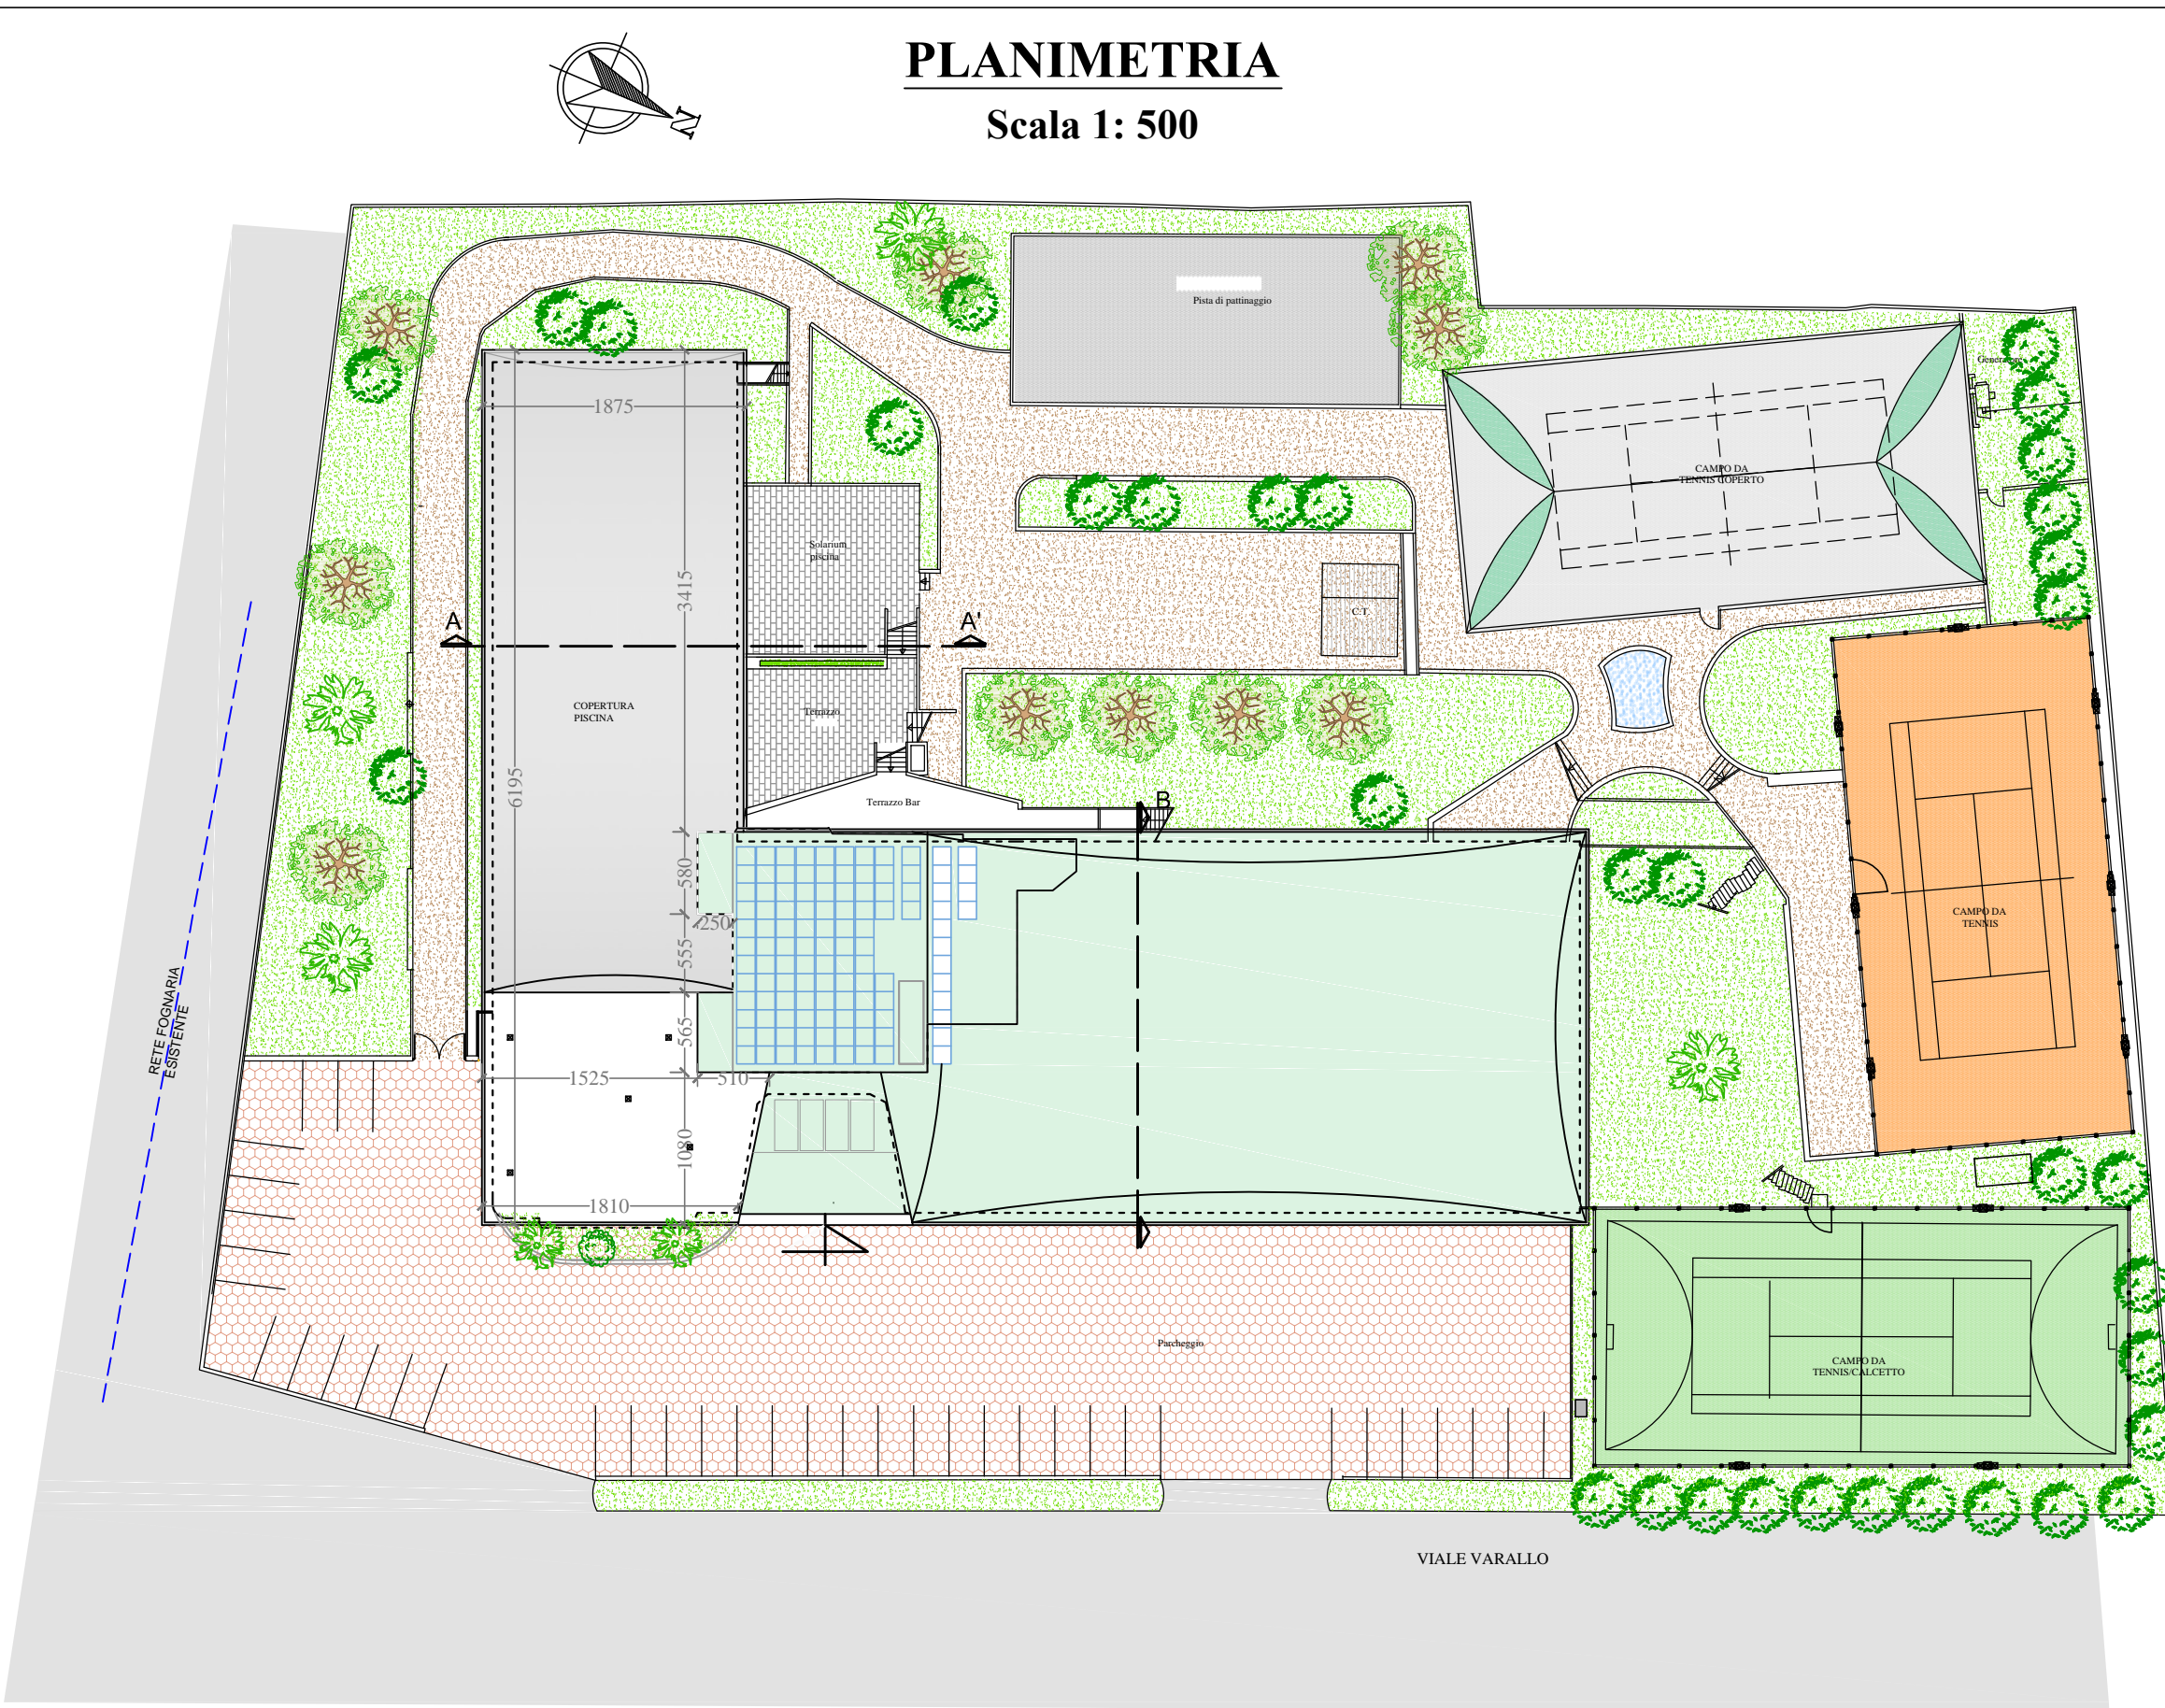 PLANIMETRIA
Scala 1: 500
N
Pista di pattinaggio
Generatore
1875
CAMPO DA
TENNIS COPERTO
Solarium
piscina
3415
C.T.
A
A'
COPERTURA
PISCINA
Terrazzo
6195
Terrazzo Bar
B
580
250
555
CAMPO DA
TENNIS
RETE FOGNARIA
ESISTENTE
565
1525
510
1080
1810
Parcheggio
CAMPO DA
TENNIS/CALCETTO
VIALE VARALLO